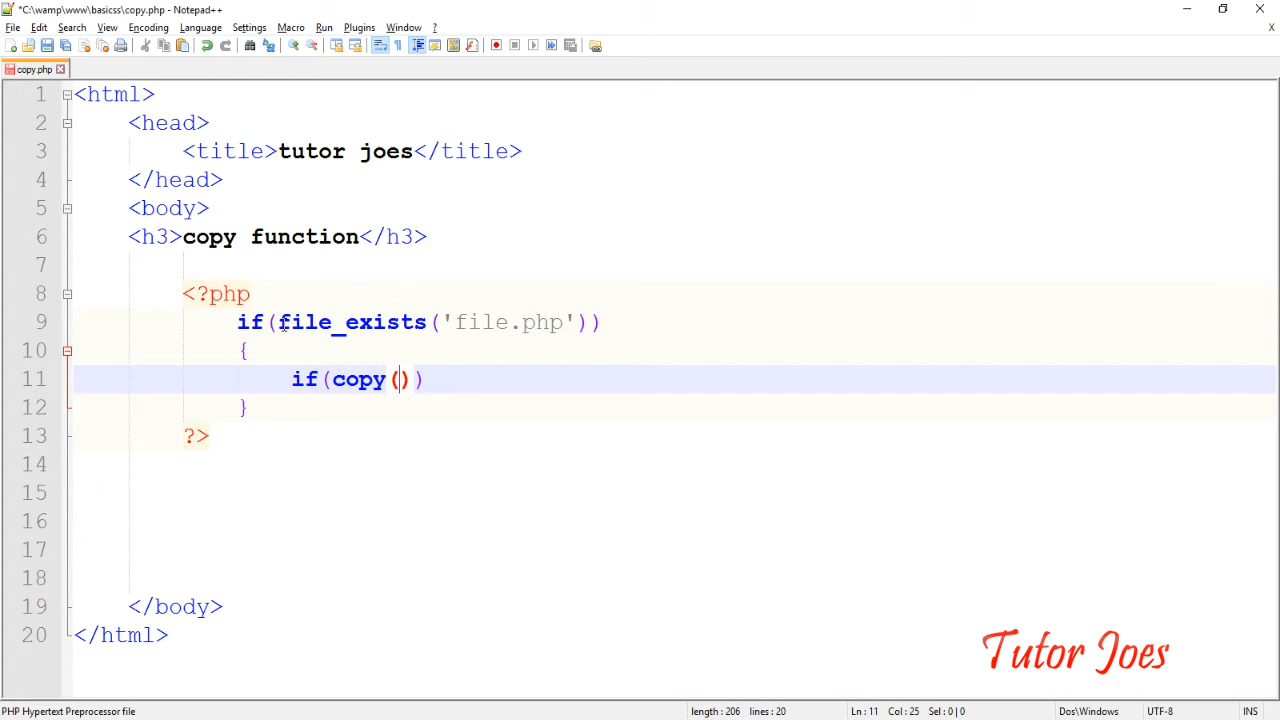 *C:\wamp\www\basicss\copy.php - Notepad++
File Edit Search View Encoding Language Settings Macro Run Plugins Window ? X
copy.php
1 <html>
2 <head>
3 <title>tutor joes</title>
4 </head>
5 <body>
6 <h3>copy function</h3>
7
8 <?php
9 if(file_exists('file.php'))
10 {
11 if(copy())
12 }
13 ?>
14
15
16
17
18
19 </body>
20 </html>
Tutor Joes
PHP Hypertext Preprocessor file length : 206 lines : 20 Ln : 11 Col : 25 Sel : 0 | 0 Dos\Windows UTF-8 INS